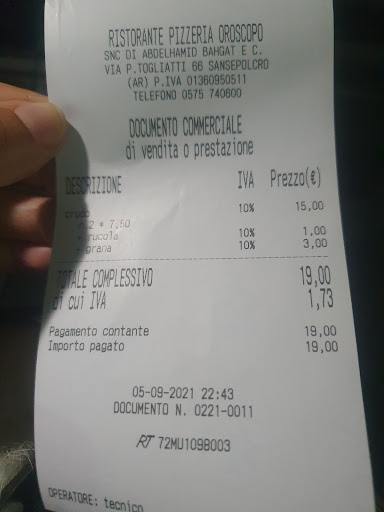 RISTORANTE PIZZERIA OROSCOPO
SNC DI ABDELHAMID BAHGAT E C.
VIA P.TOGLIATTI 66 SANSEPOLCRO
(AR) P.IVA 01360950511
TELEFONO 0575 740600
DOCUMENTO COMMERCIALE
di vendita o prestazione
DESCRIZIONE IVA Prezzo(€)
crudo 10% 15,00
n.2 * 7,50
+ rucola 10% 1,00
+ grana 10% 3,00
TOTALE COMPLESSIVO 19,00
di cui IVA 1,73
Pagamento contante 19,00
Importo pagato 19,00
05-09-2021 22:43
DOCUMENTO N. 0221-0011
RT 72MU1098003
OPERATORE: tecnico